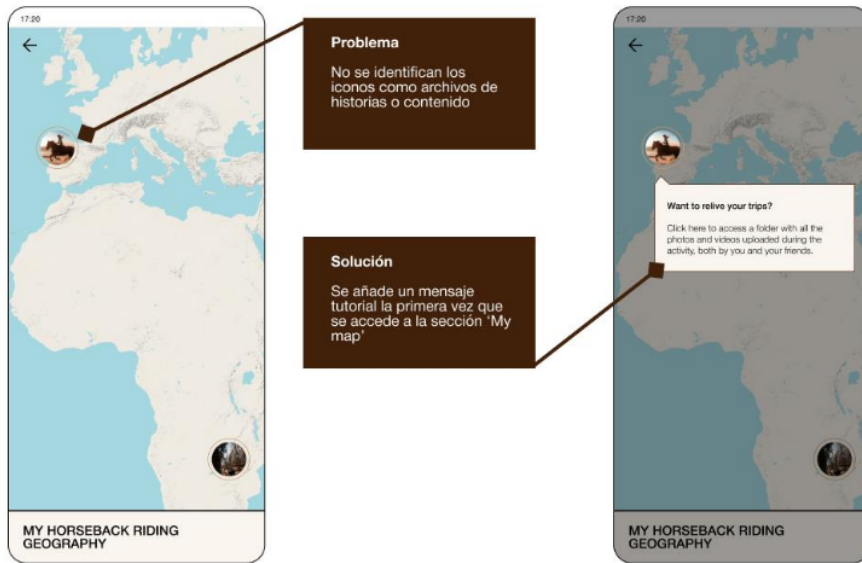 17:20
MY HORSEBACK RIDING
GEOGRAPHY
Problema
No se identifican los
iconos como archivos de
historias o contenido
Solución
Se añade un mensaje
tutorial la primera vez que
se accede a la sección 'My
map'
17:20
Want to relive your trips?
Click here to access a folder with all the
photos and videos uploaded during the
activity, both by you and your friends.
MY HORSEBACK RIDING
GEOGRAPHY